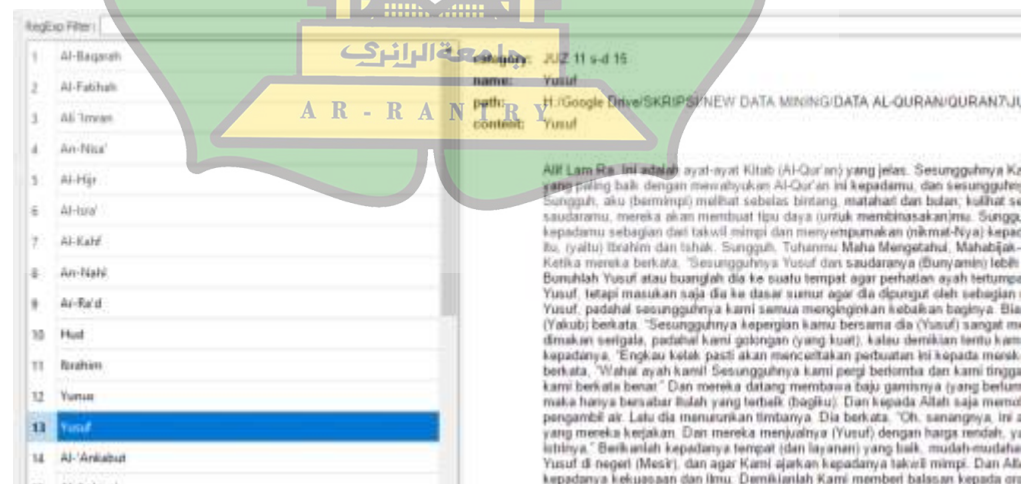 RegExp Filter:
1 Al-Baqarah
2 Al-Fatihah
3 Ali 'Imran
4 An-Nisa'
5 Al-Hijr
6 Al-Isra'
7 Al-Kahf
8 An-Nahl
9 Ar-Ra'd
10 Hud
11 Ibrahim
12 Yunus
13 Yusuf
14 Al-'Ankabut
جامعة الرانري
AR-RANIRY
category: JUZ 11 s-d 15
name: Yusuf
path: H:/Google Drive/SKRIPSI/NEW DATA MINING/DATA AL-QURAN/QURAN7/JU
content: Yusuf
Alif Lam Ra. Ini adalah ayat-ayat Kitab (Al-Qur'an) yang jelas. Sesungguhnya Ka
yang paling baik dengan mewahyukan Al-Qur'an ini kepadamu, dan sesungguhny
Sungguh, aku (bermimpi) melihat sebelas bintang, matahari dan bulan; kulihat se
saudaramu, mereka akan membuat tipu daya (untuk membinasakan)mu. Sunggu
kepadamu sebagian dari takwil mimpi dan menyempurnakan (nikmat-Nya) kepad
itu, (yaitu) Ibrahim dan Ishak. Sungguh, Tuhanmu Maha Mengetahui, Mahabijak
Ketika mereka berkata, "Sesungguhnya Yusuf dan saudaranya (Bunyamin) lebih
Bunuhlah Yusuf atau buanglah dia ke suatu tempat agar perhatian ayah tertumpa
Yusuf, tetapi masukan saja dia ke dasar sumur agar dia dipungut oleh sebagian
Yusuf, padahal sesungguhnya kami semua menginginkan kebaikan baginya. Bia
(Yakub) berkata, "Sesungguhnya kepergian kamu bersama dia (Yusuf) sangat me
dimakan serigala, padahal kami golongan (yang kuat), kalau demikian tentu kam
kepadanya, "Engkau kelak pasti akan menceritakan perbuatan ini kepada merek
berkata, "Wahai ayah kami! Sesungguhnya kami pergi berlomba dan kami tingga
kami berkata benar." Dan mereka datang membawa baju gamisnya (yang berlum
maka hanya bersabar itulah yang terbaik (bagiku). Dan kepada Allah saja memo
pengambil air. Lalu dia menurunkan timbanya. Dia berkata, "Oh, senangnya, ini a
yang mereka kerjakan. Dan mereka menjualnya (Yusuf) dengan harga rendah, ya
istrinya," Berikanlah kepadanya tempat (dan layanan) yang baik, mudah-mudaha
Yusuf di negeri (Mesir), dan agar Kami ajarkan kepadanya takwil mimpi. Dan All
kepadanya kekuasaan dan ilmu. Demikianlah Kami memberi balasan kepada ora